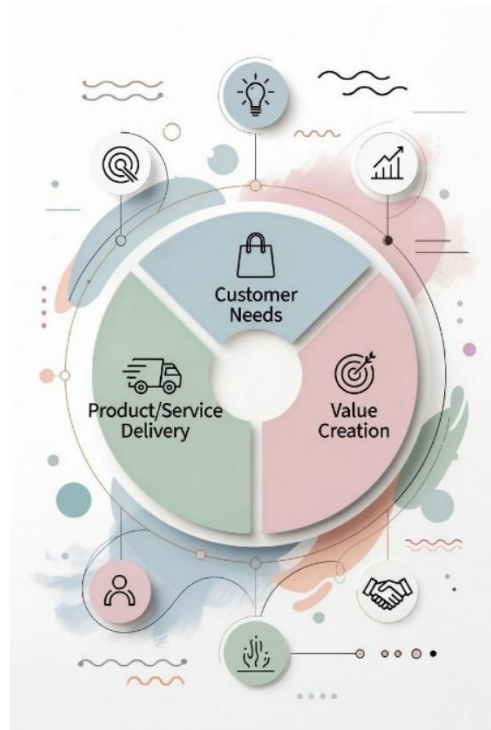 Customer
Needs
Product/Service
Delivery
Value
Creation